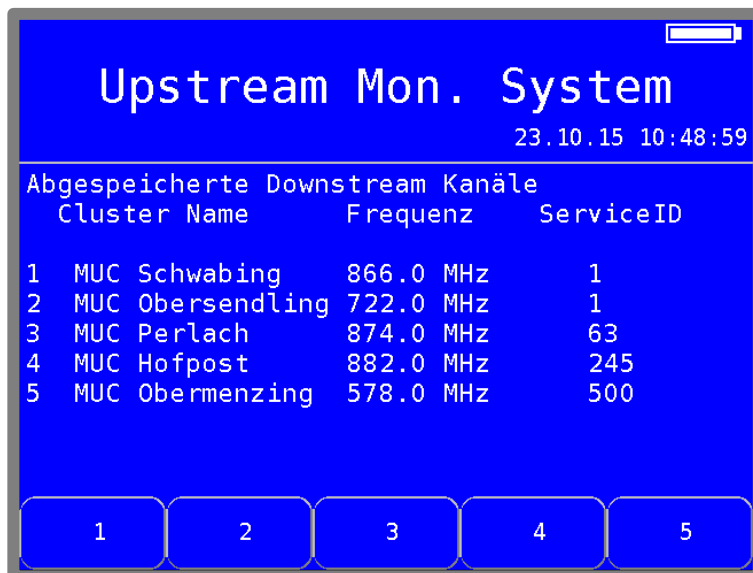 Upstream Mon. System
23.10.15 10:48:59
Abgespeicherte Downstream Kanäle
Cluster Name Frequenz ServiceID
1 MUC Schwabing 866.0 MHz 1
2 MUC Obersendling 722.0 MHz 1
3 MUC Perlach 874.0 MHz 63
4 MUC Hofpost 882.0 MHz 245
5 MUC Obermenzing 578.0 MHz 500
1 2 3 4 5